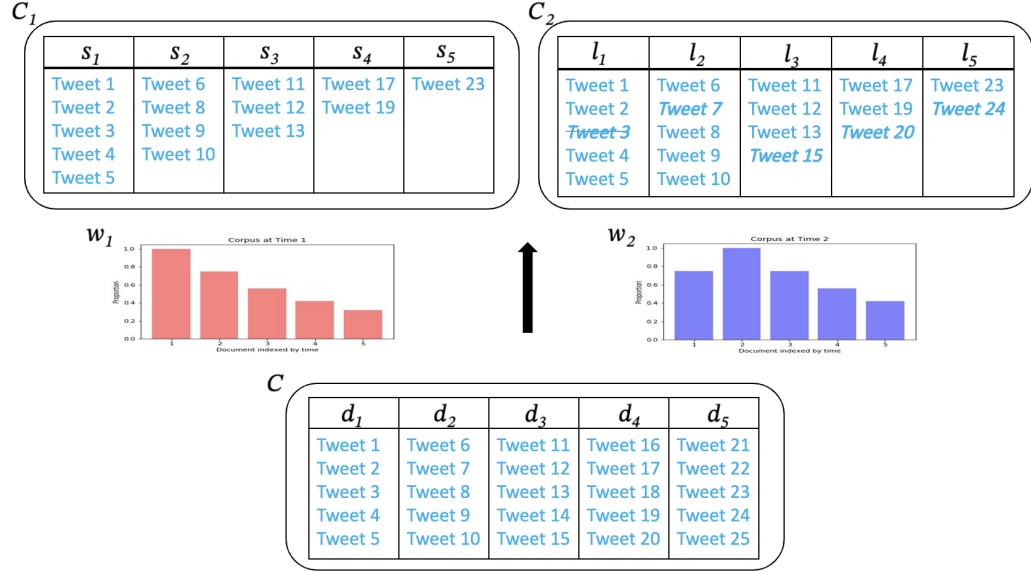 C1
s1 s2 s3 s4 s5
Tweet 1 Tweet 6 Tweet 11 Tweet 17 Tweet 23
Tweet 2 Tweet 8 Tweet 12 Tweet 19
Tweet 3 Tweet 9 Tweet 13
Tweet 4 Tweet 10
Tweet 5
C2
l1 l2 l3 l4 l5
Tweet 1 Tweet 6 Tweet 11 Tweet 17 Tweet 23
Tweet 2 Tweet 7 Tweet 12 Tweet 19 Tweet 24
Tweet 3 Tweet 8 Tweet 13 Tweet 20
Tweet 4 Tweet 9 Tweet 15
Tweet 5 Tweet 10
w1
Corpus at Time 1
Proportion
1.0
0.8
0.6
0.4
0.2
0.0
1 2 3 4 5
Document indexed by time
w2
Corpus at Time 2
Proportion
1.0
0.8
0.6
0.4
0.2
0.0
1 2 3 4 5
Document indexed by time
C
d1 d2 d3 d4 d5
Tweet 1 Tweet 6 Tweet 11 Tweet 16 Tweet 21
Tweet 2 Tweet 7 Tweet 12 Tweet 17 Tweet 22
Tweet 3 Tweet 8 Tweet 13 Tweet 18 Tweet 23
Tweet 4 Tweet 9 Tweet 14 Tweet 19 Tweet 24
Tweet 5 Tweet 10 Tweet 15 Tweet 20 Tweet 25